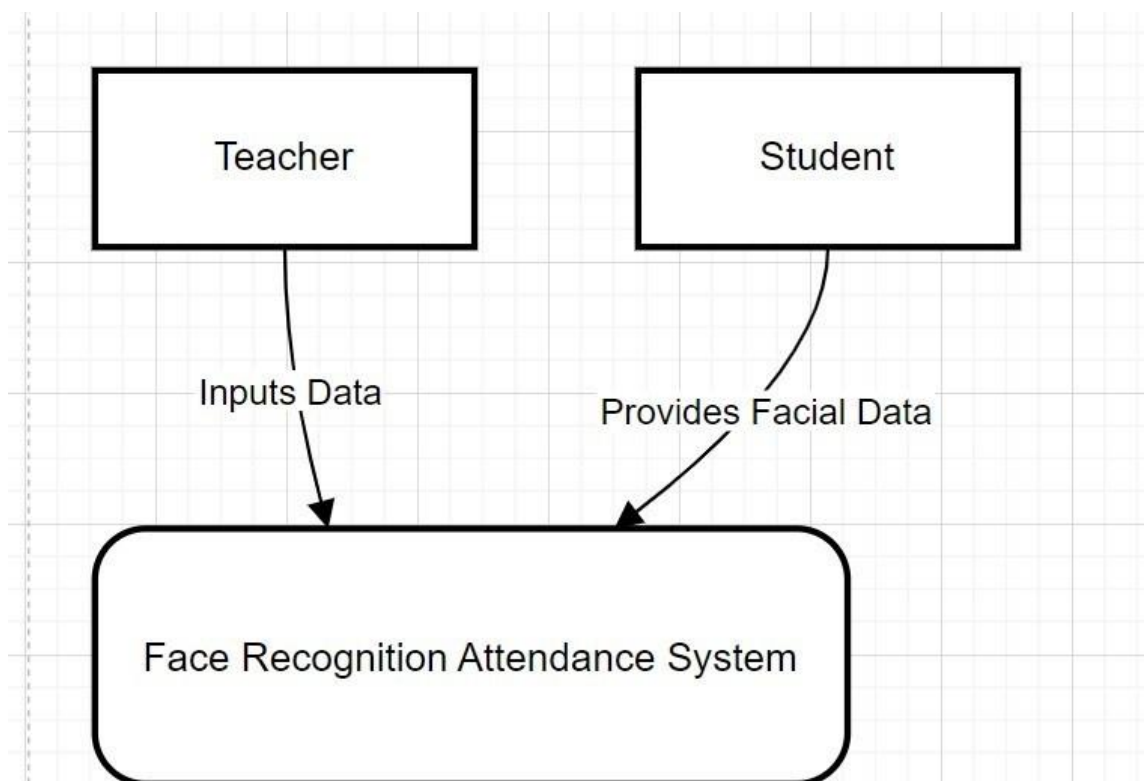 Teacher
Student
Inputs Data
Provides Facial Data
Face Recognition Attendance System